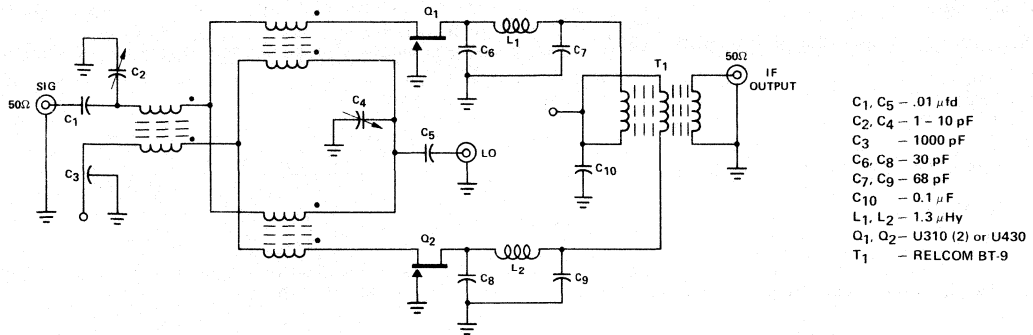 Q1
L1
C6
C7
T1
50Ω
IF
OUTPUT
C2
SIG
50Ω
C1
C3
C4
C5
LO
C10
Q2
L2
C8
C9
C1, C5 – .01 μfd
C2, C4 – 1 – 10 pF
C3 – 1000 pF
C6, C8 – 30 pF
C7, C9 – 68 pF
C10 – 0.1 μF
L1, L2 – 1.3 μHy
Q1, Q2 – U310 (2) or U430
T1 – RELCOM BT-9